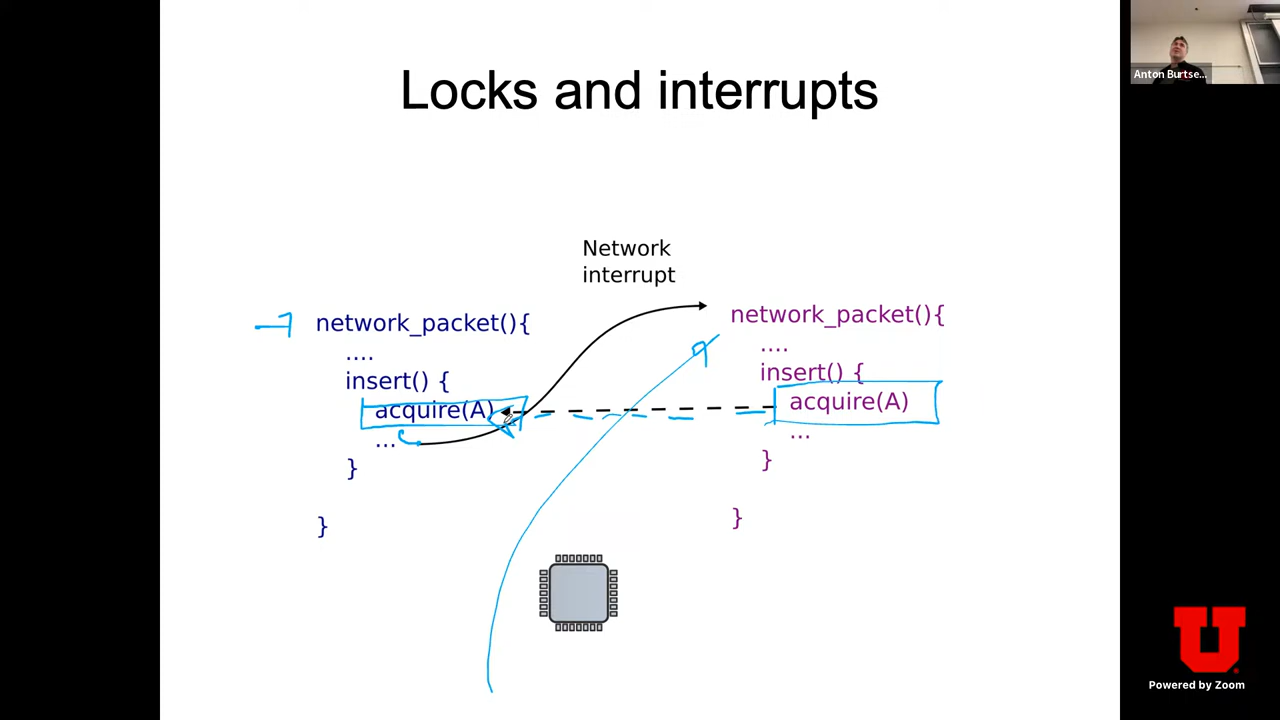 Locks and interrupts
Network
interrupt
network_packet(){
....
insert() {
acquire(A)
...
}
}
network_packet(){
....
insert() {
acquire(A)
...
}
}
Anton Burtse...
U
Powered by Zoom